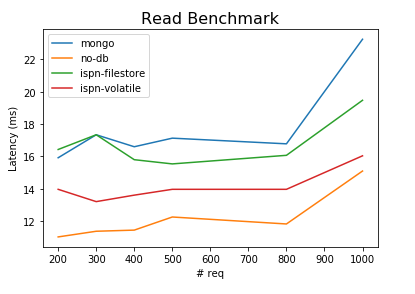 Read Benchmark
mongo
no-db
ispn-filestore
ispn-volatile
Latency (ms)
22
20
18
16
14
12
200 300 400 500 600 700 800 900 1000
# req